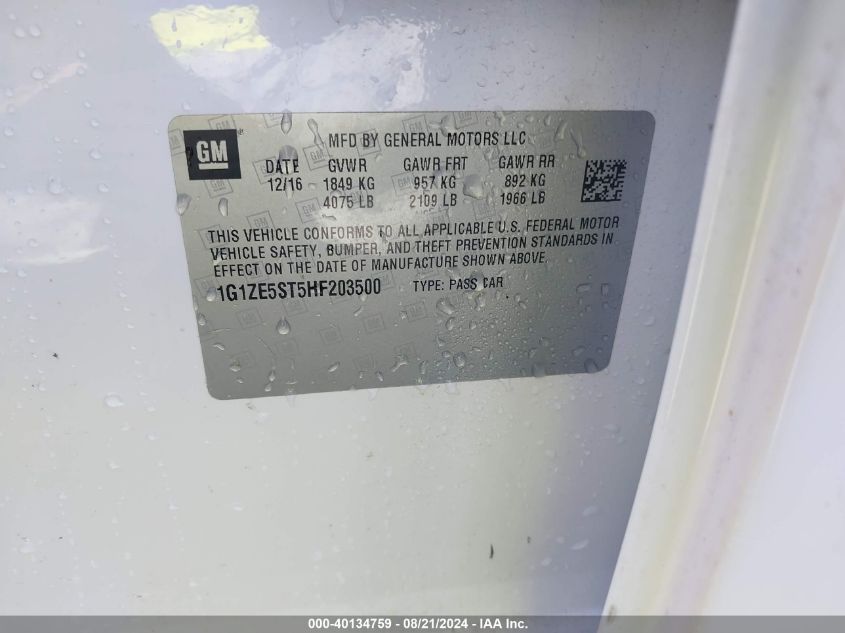 GM
MFD BY GENERAL MOTORS LLC
DATE GVWR GAWR FRT GAWR RR
12/16 1849 KG 957 KG 892 KG
4075 LB 2109 LB 1966 LB
THIS VEHICLE CONFORMS TO ALL APPLICABLE U.S. FEDERAL MOTOR
VEHICLE SAFETY, BUMPER, AND THEFT PREVENTION STANDARDS IN
EFFECT ON THE DATE OF MANUFACTURE SHOWN ABOVE.
1G1ZE5ST5HF203500 TYPE: PASS CAR
000-40134759 - 08/21/2024 - IAA Inc.